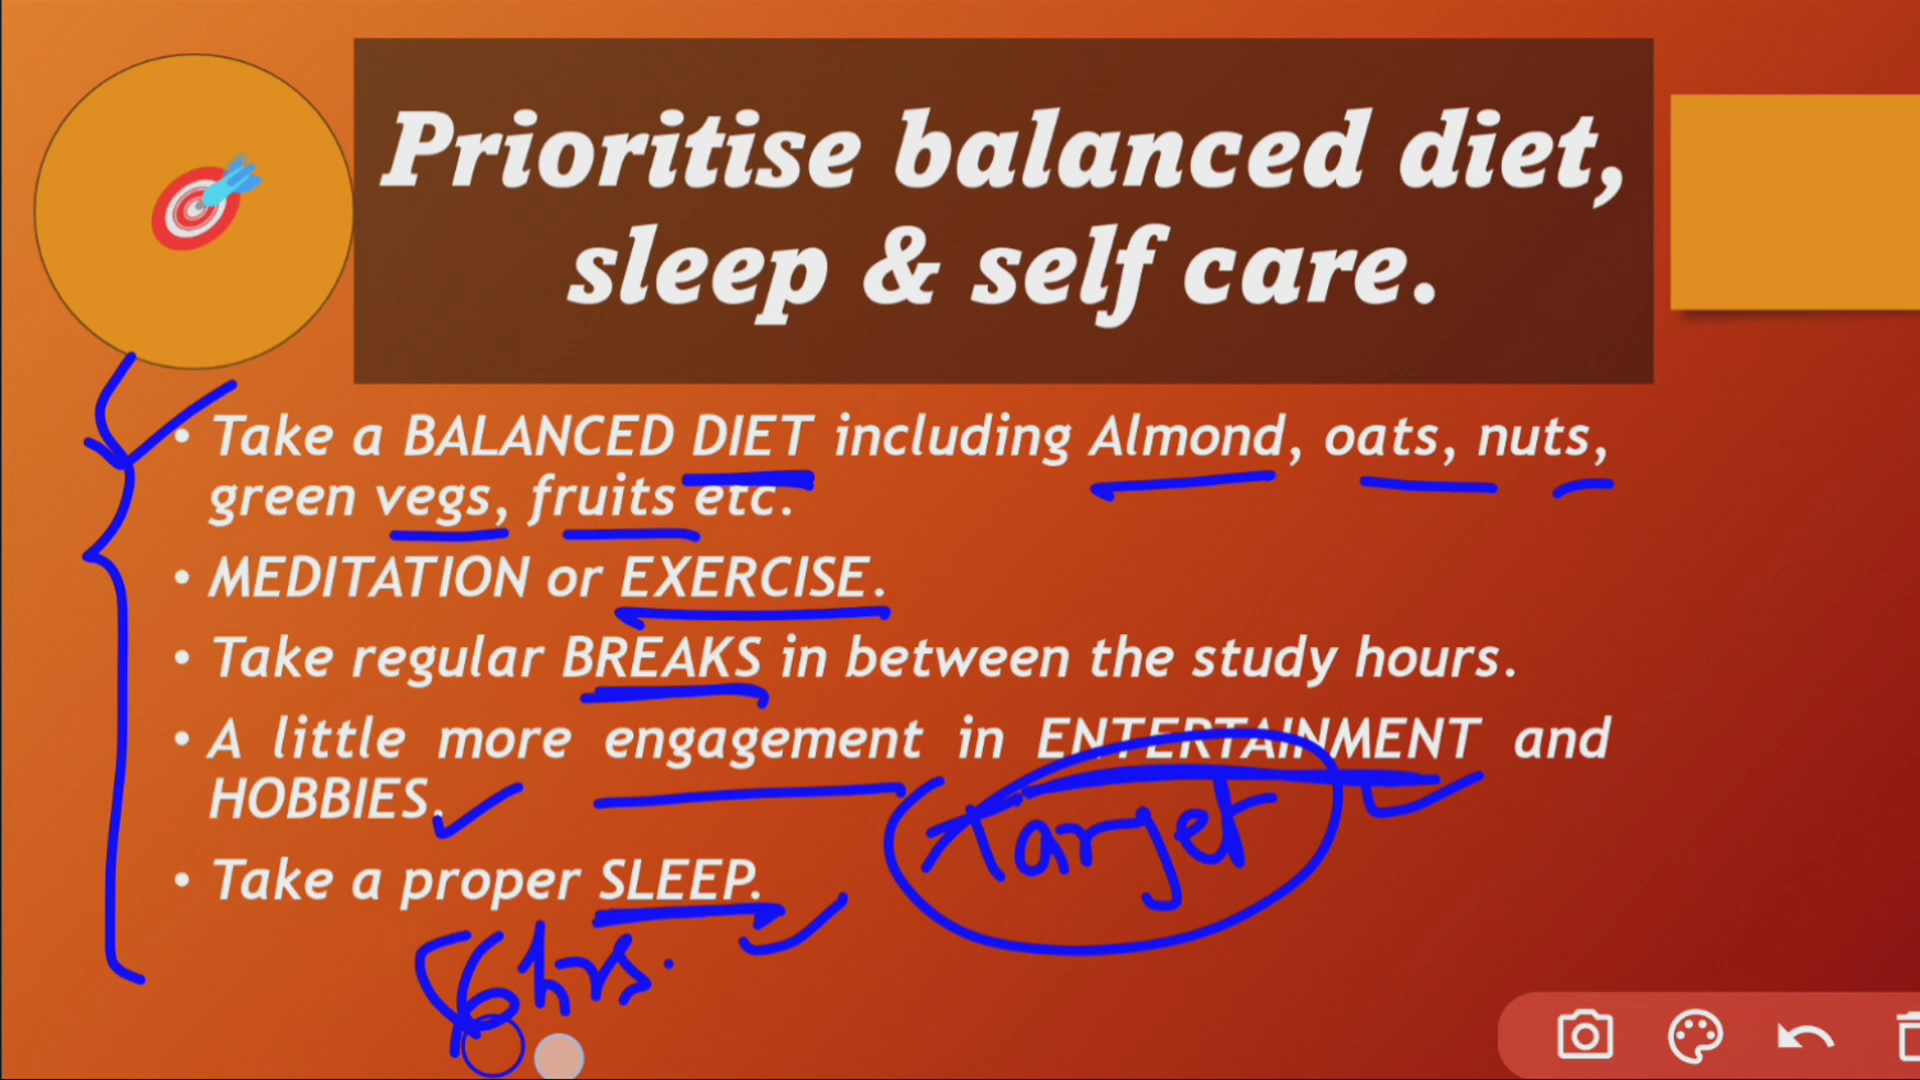 Prioritise balanced diet,
sleep & self care.
• Take a BALANCED DIET including Almond, oats, nuts,
green vegs, fruits etc.
• MEDITATION or EXERCISE.
• Take regular BREAKS in between the study hours.
• A little more engagement in ENTERTAINMENT and
HOBBIES.
Target
• Take a proper SLEEP.
6 hrs.